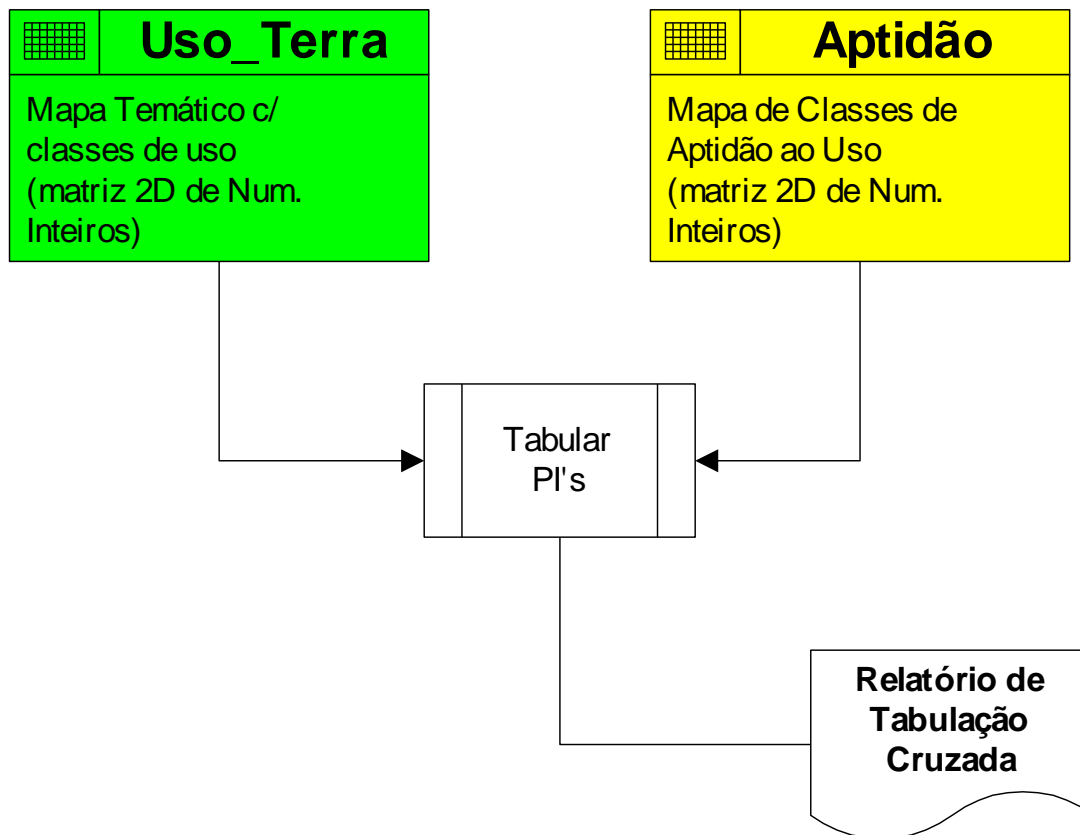 Uso_Terra
Mapa Temático c/
classes de uso
(matriz 2D de Num.
Inteiros)
Aptidão
Mapa de Classes de
Aptidão ao Uso
(matriz 2D de Num.
Inteiros)
Tabular
PI's
Relatório de
Tabulação
Cruzada